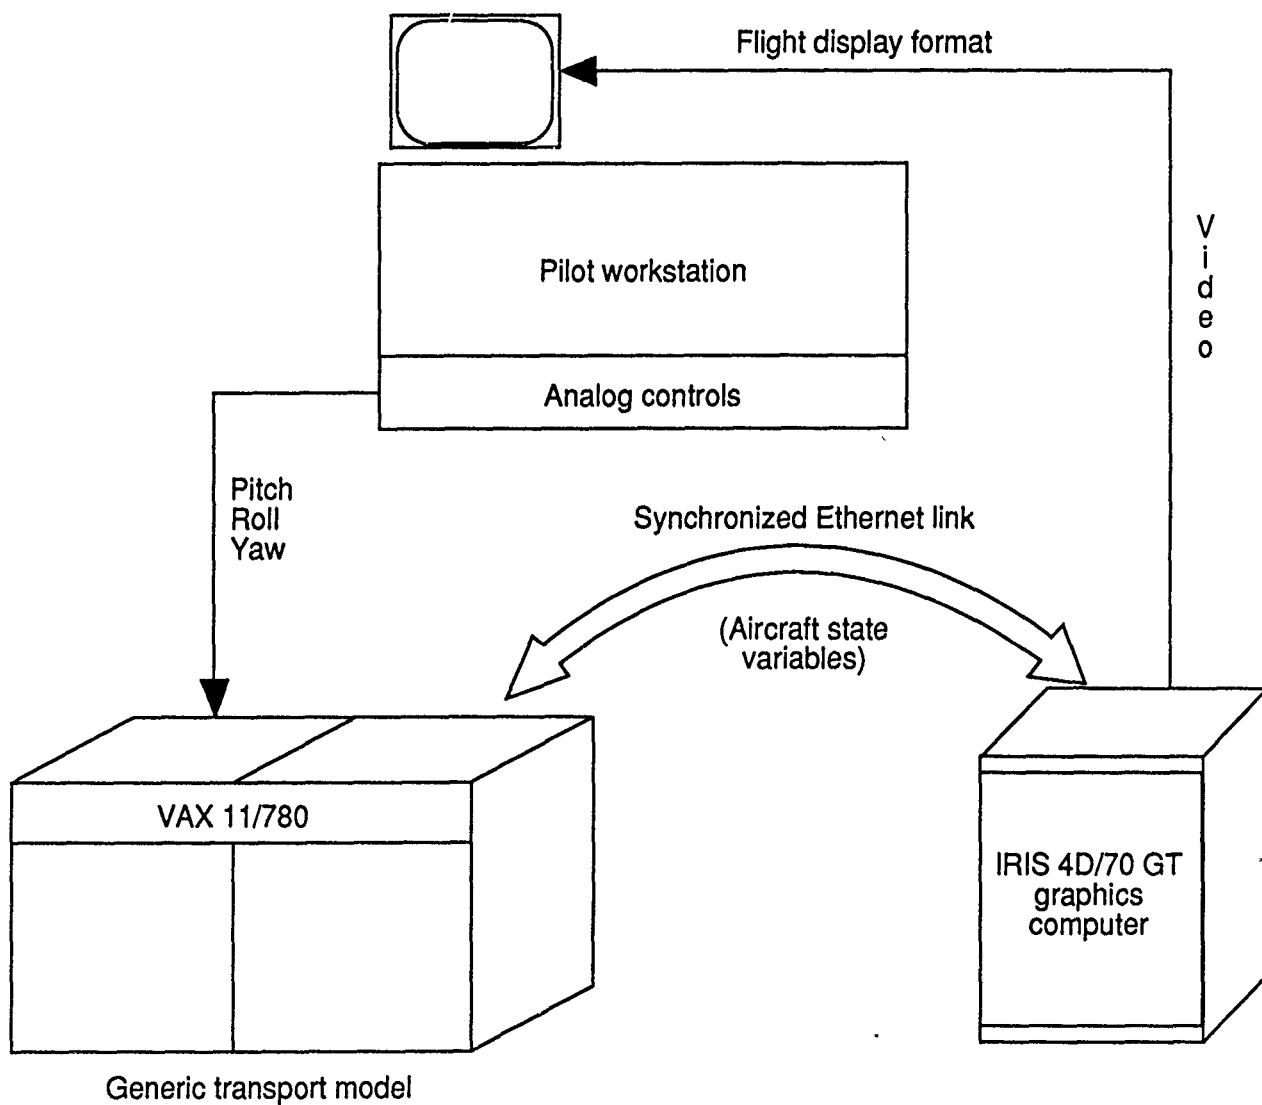 Flight display format
Video
Pilot workstation
Analog controls
Pitch
Roll
Yaw
Synchronized Ethernet link
(Aircraft state
variables)
VAX 11/780
IRIS 4D/70 GT
graphics
computer
Generic transport model